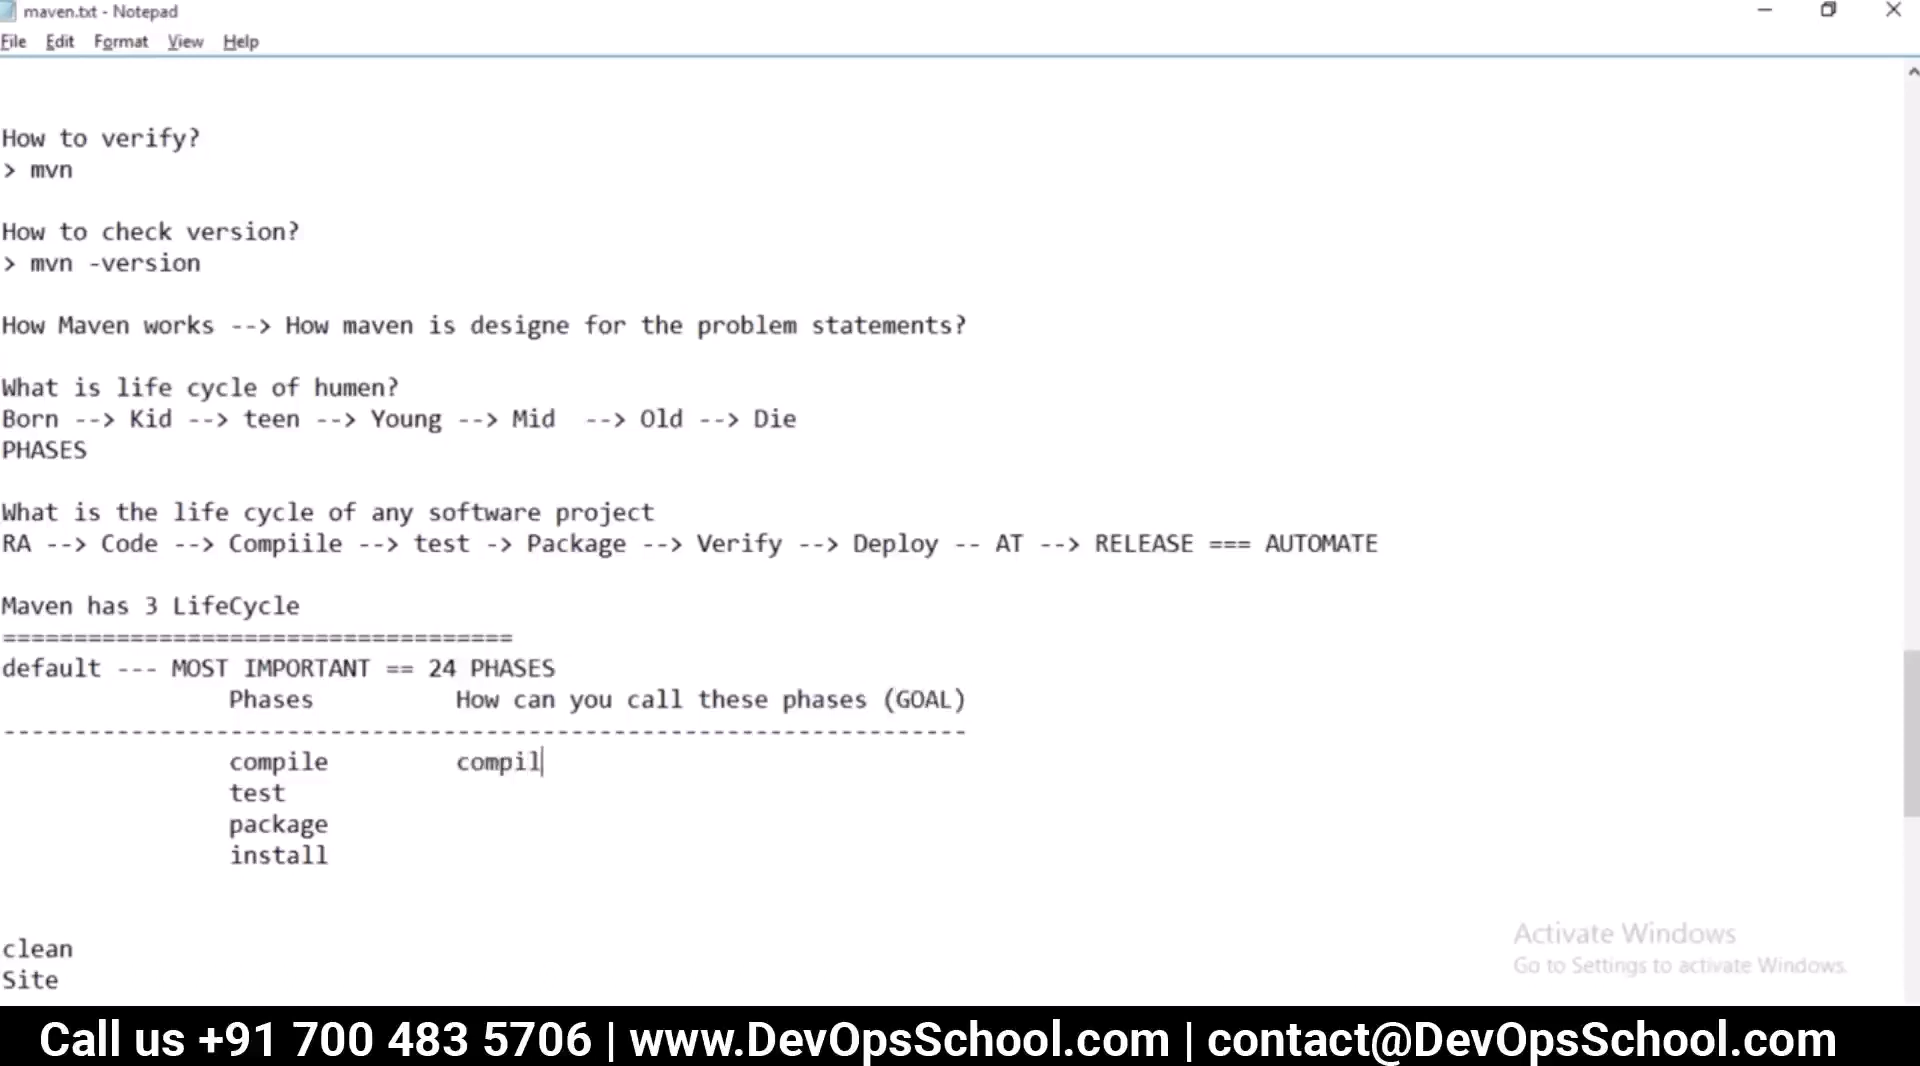 maven.txt - Notepad
File Edit Format View Help
How to verify?
> mvn
How to check version?
> mvn -version
How Maven works --> How maven is designe for the problem statements?
What is life cycle of humen?
Born --> Kid --> teen --> Young --> Mid  --> Old --> Die
PHASES
What is the life cycle of any software project
RA --> Code --> Compiile --> test -> Package --> Verify --> Deploy -- AT --> RELEASE === AUTOMATE
Maven has 3 LifeCycle
====================================
default --- MOST IMPORTANT == 24 PHASES
Phases How can you call these phases (GOAL)
--------------------------------------------------------------------
compile compil
test
package
install
clean
Site
Activate Windows
Go to Settings to activate Windows.
Call us +91 700 483 5706 | www.DevOpsSchool.com | contact@DevOpsSchool.com